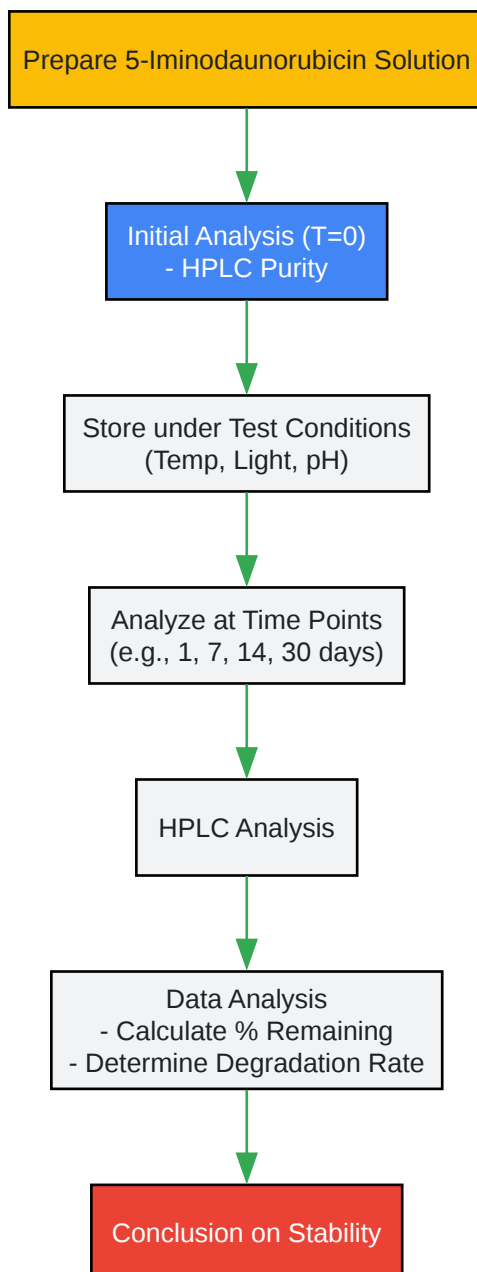 Prepare 5-Iminodaunorubicin Solution
Initial Analysis (T=0)
- HPLC Purity
Store under Test Conditions
(Temp, Light, pH)
Analyze at Time Points
(e.g., 1, 7, 14, 30 days)
HPLC Analysis
Data Analysis
- Calculate % Remaining
- Determine Degradation Rate
Conclusion on Stability